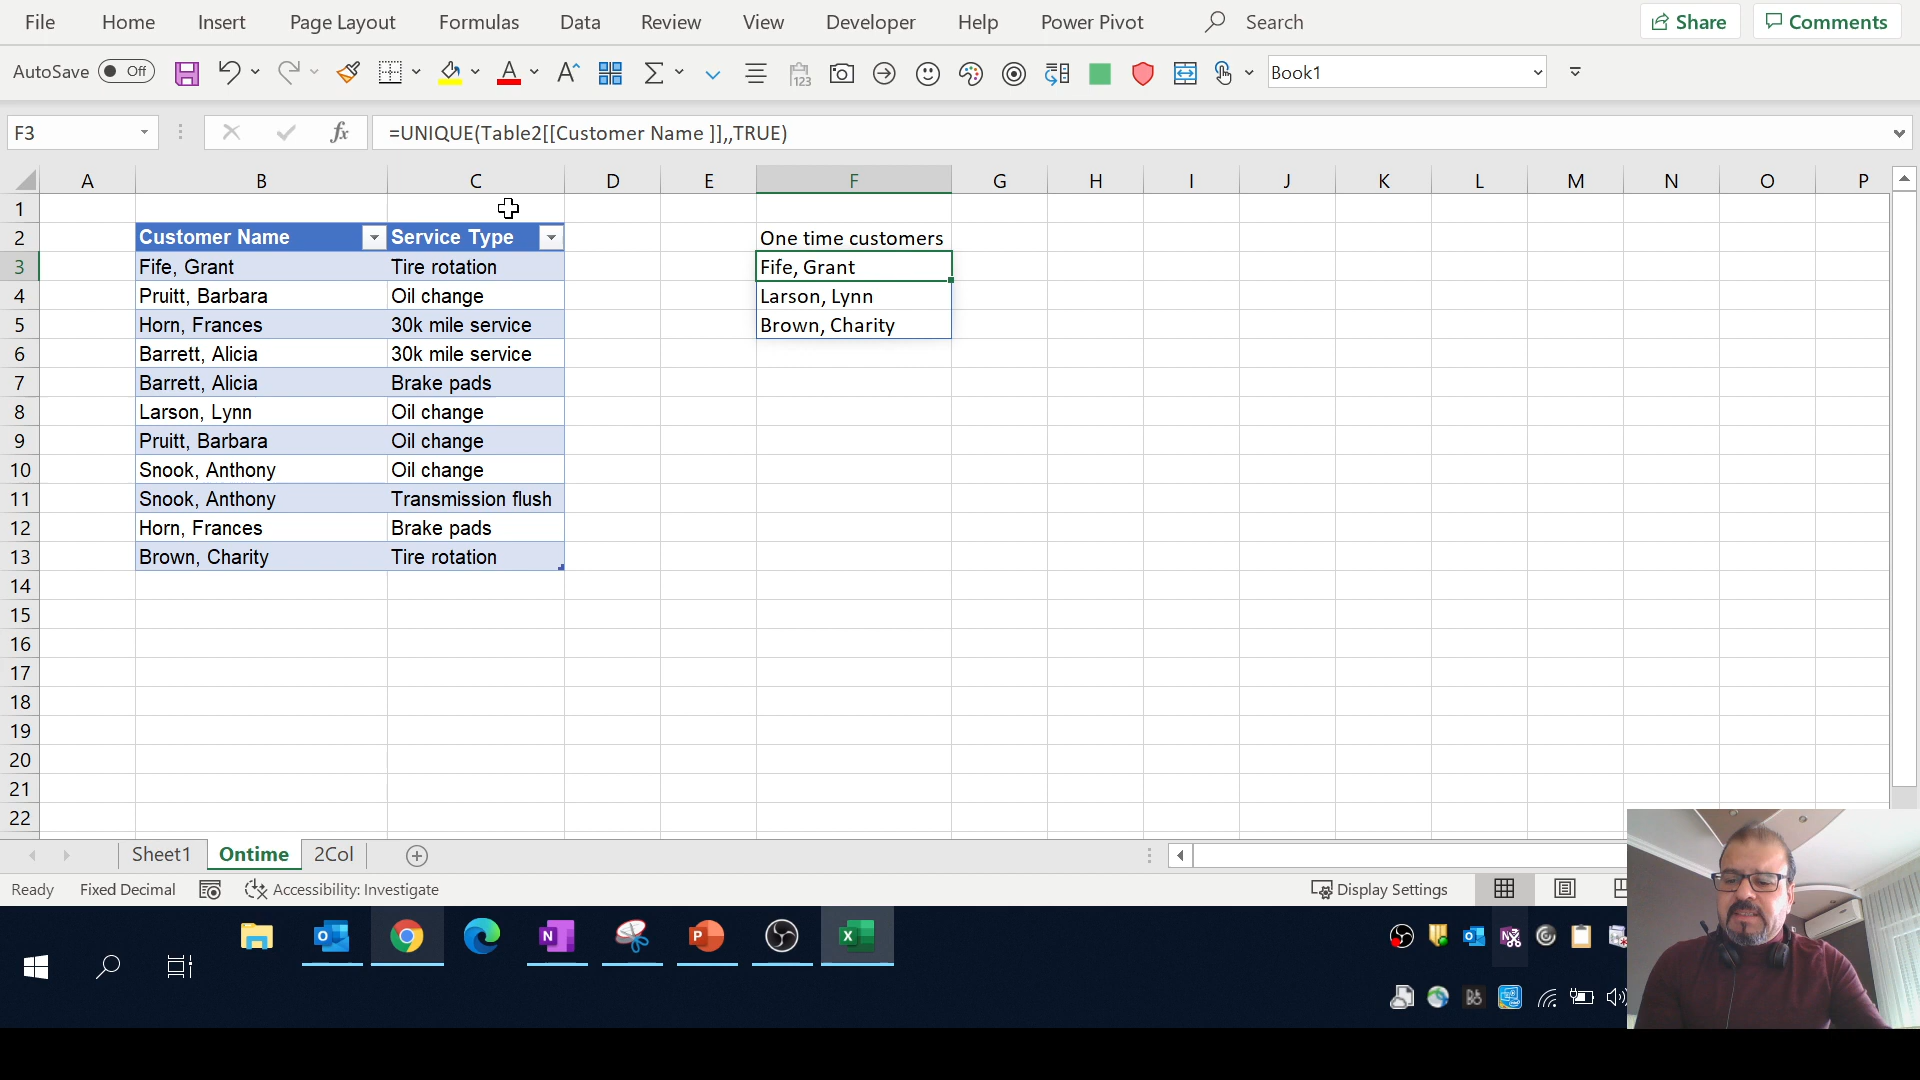 File Home Insert Page Layout Formulas Data Review View Developer Help Power Pivot Search Share Comments
AutoSave Off Book1
F3 fx =UNIQUE(Table2[[Customer Name ]],,TRUE)
A B C D E F G H I J K L M N O P
1
2 Customer Name Service Type One time customers
3 Fife, Grant Tire rotation Fife, Grant
4 Pruitt, Barbara Oil change Larson, Lynn
5 Horn, Frances 30k mile service Brown, Charity
6 Barrett, Alicia 30k mile service
7 Barrett, Alicia Brake pads
8 Larson, Lynn Oil change
9 Pruitt, Barbara Oil change
10 Snook, Anthony Oil change
11 Snook, Anthony Transmission flush
12 Horn, Frances Brake pads
13 Brown, Charity Tire rotation
14
15
16
17
18
19
20
21
22
Sheet1 Ontime 2Col
Ready Fixed Decimal Accessibility: Investigate Display Settings